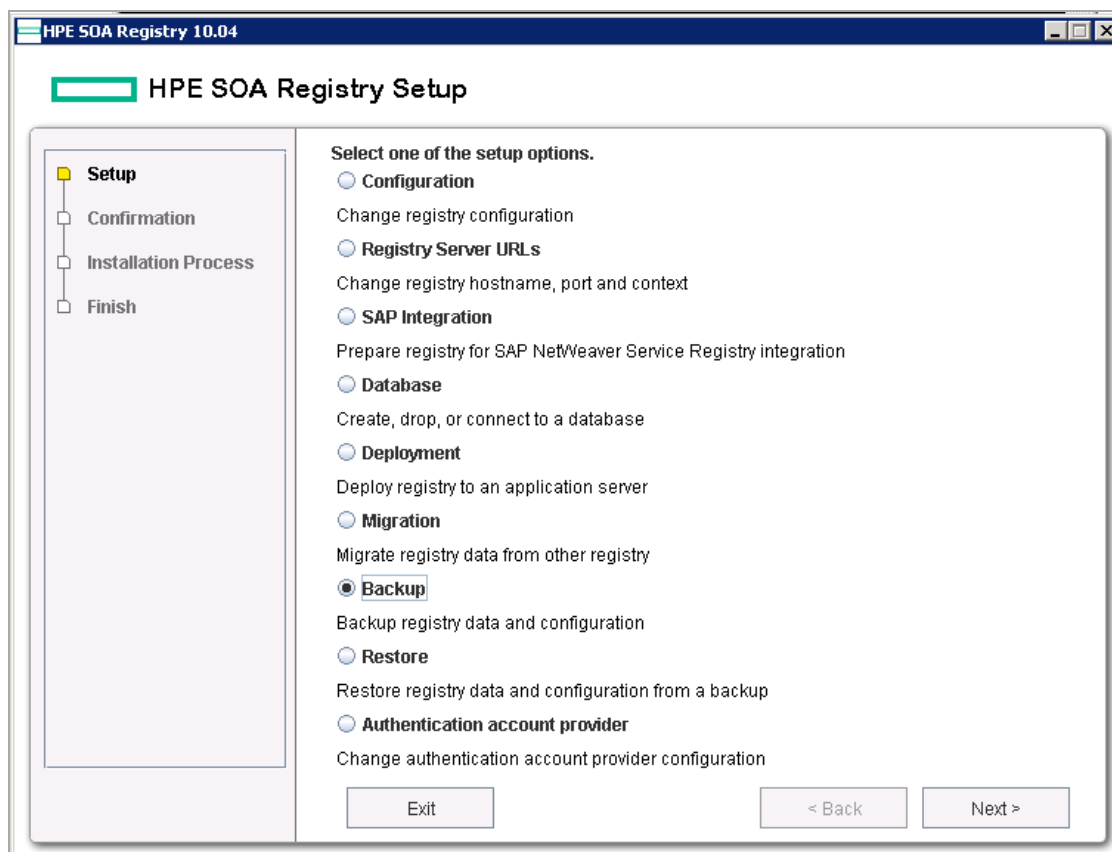 HPE SOA Registry 10.04
HPE SOA Registry Setup
Setup
Confirmation
Installation Process
Finish
Select one of the setup options.
Configuration
Change registry configuration
Registry Server URLs
Change registry hostname, port and context
SAP Integration
Prepare registry for SAP NetWeaver Service Registry integration
Database
Create, drop, or connect to a database
Deployment
Deploy registry to an application server
Migration
Migrate registry data from other registry
Backup
Backup registry data and configuration
Restore
Restore registry data and configuration from a backup
Authentication account provider
Change authentication account provider configuration
Exit
< Back
Next >